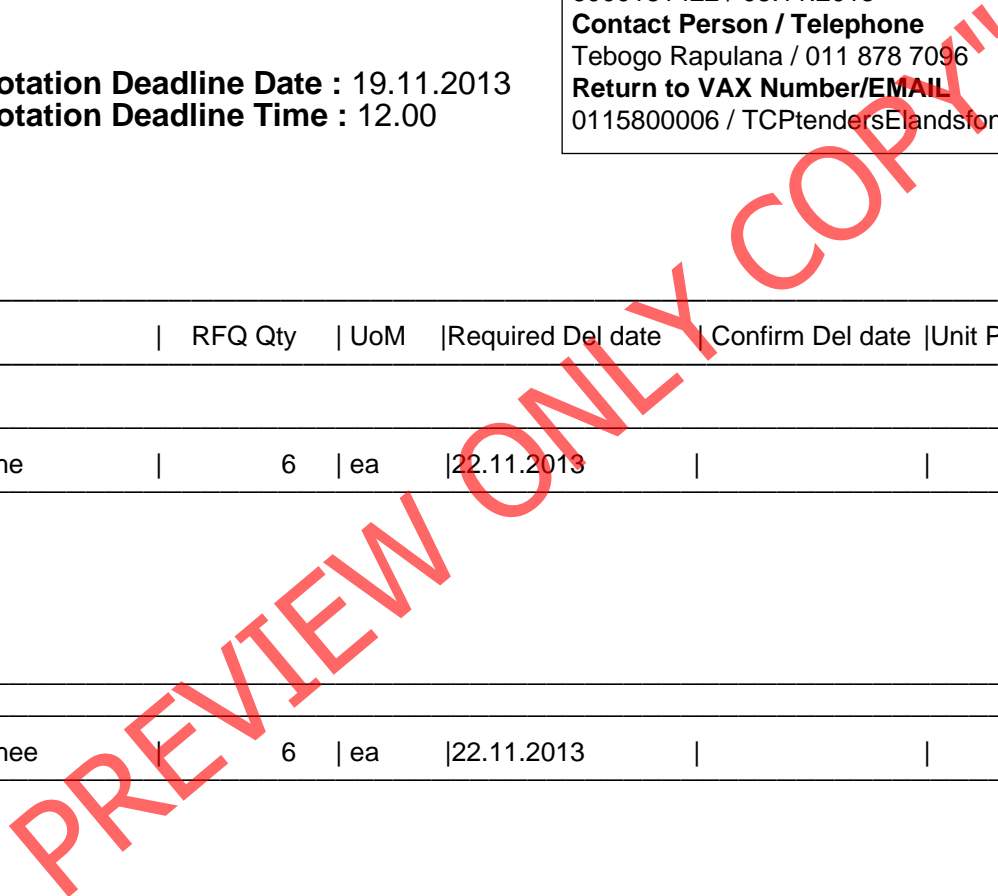 Contact Person / Telephone
Tebogo Rapulana / 011 878 7096
Return to VAX Number/EMAIL
0115800006 / TCPtendersElandsfon
otation Deadline Date : 19.11.2013
otation Deadline Time : 12.00
| RFQ Qty | UoM |Required Del date | Confirm Del date |Unit P
ne | 6 | ea |22.11.2013 | |
nee | 6 | ea |22.11.2013 | |
PREVIEW ONLY COPY"